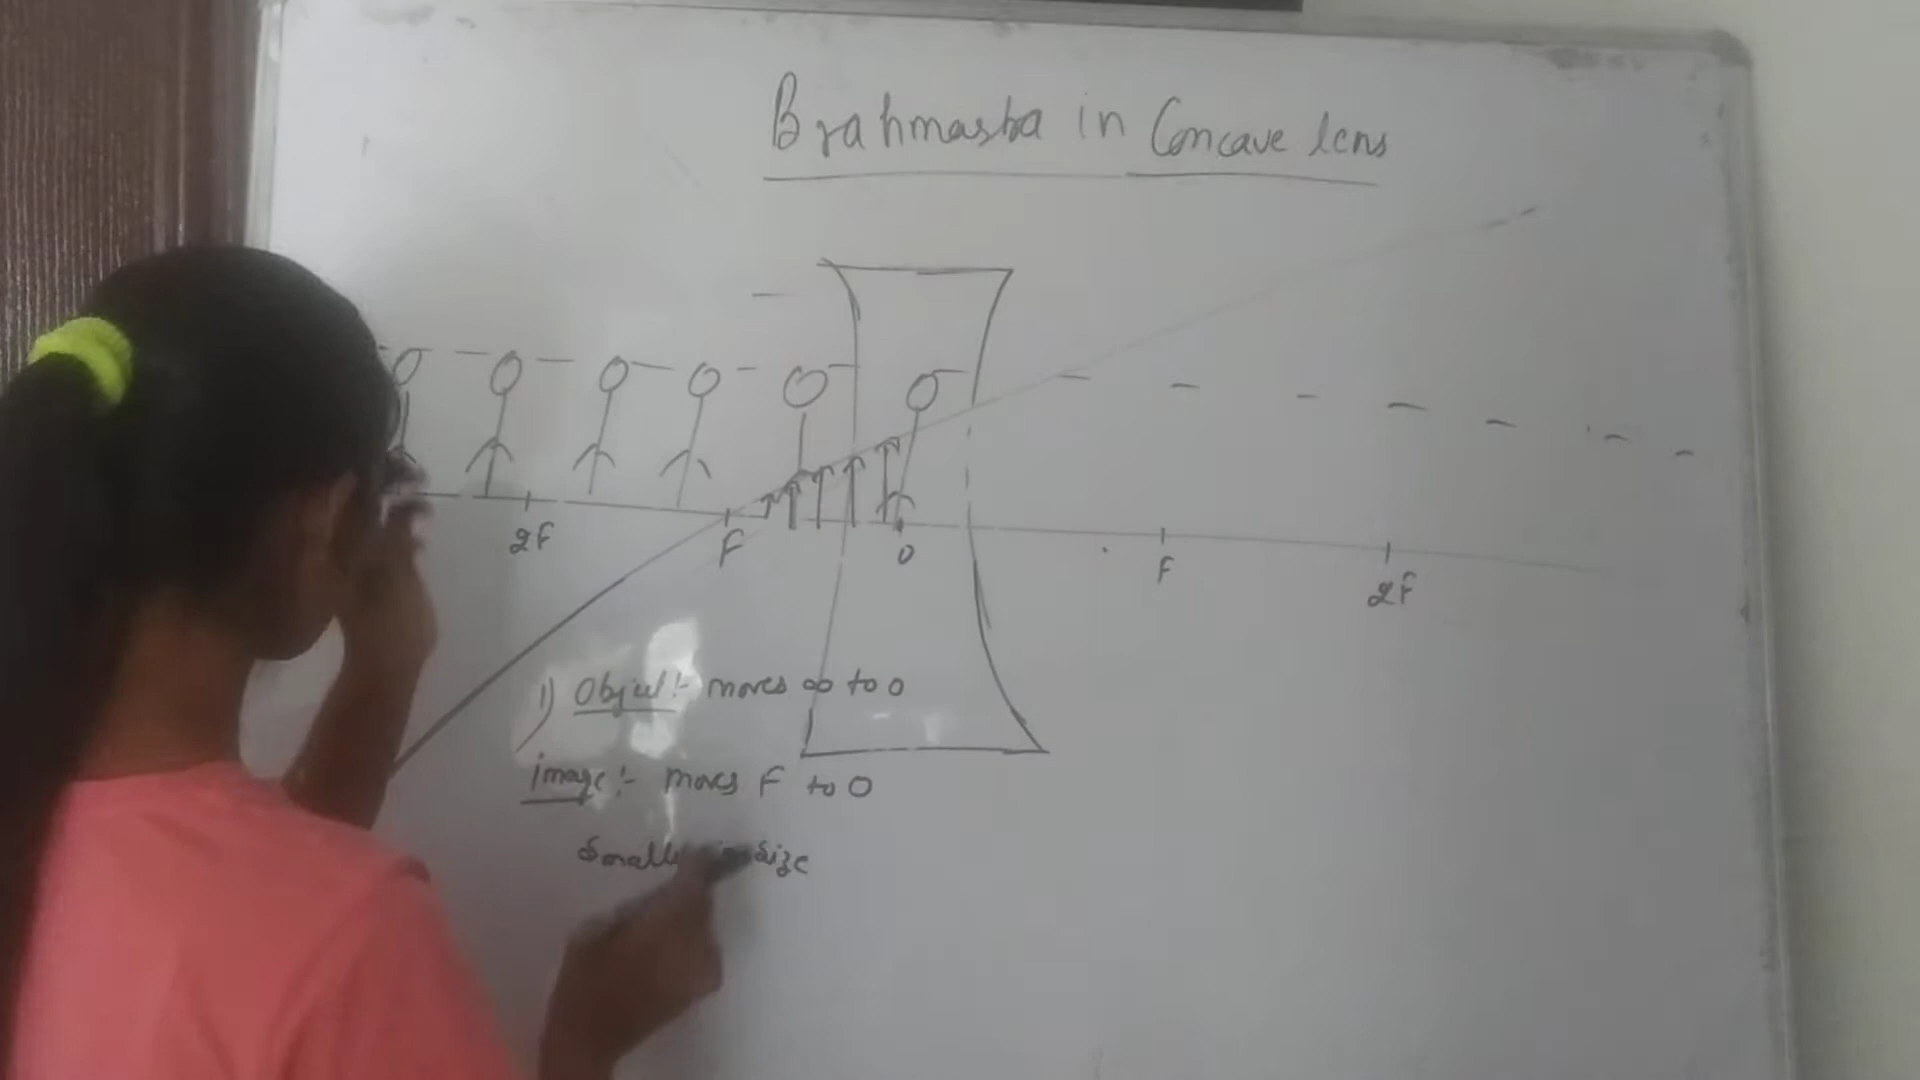 Brahmastra in Concave lens
2F
F
O
F
2F
1) Object:- moves ∞ to O
image:- moves F to O
Size